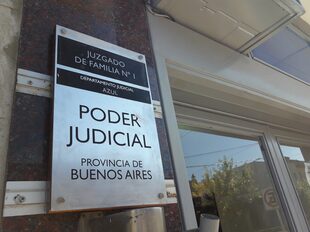 JUZGADO
DE FAMILIA Nº 1
DEPARTAMENTO JUDICIAL
AZUL
PODER
JUDICIAL
PROVINCIA DE
BUENOS AIRES